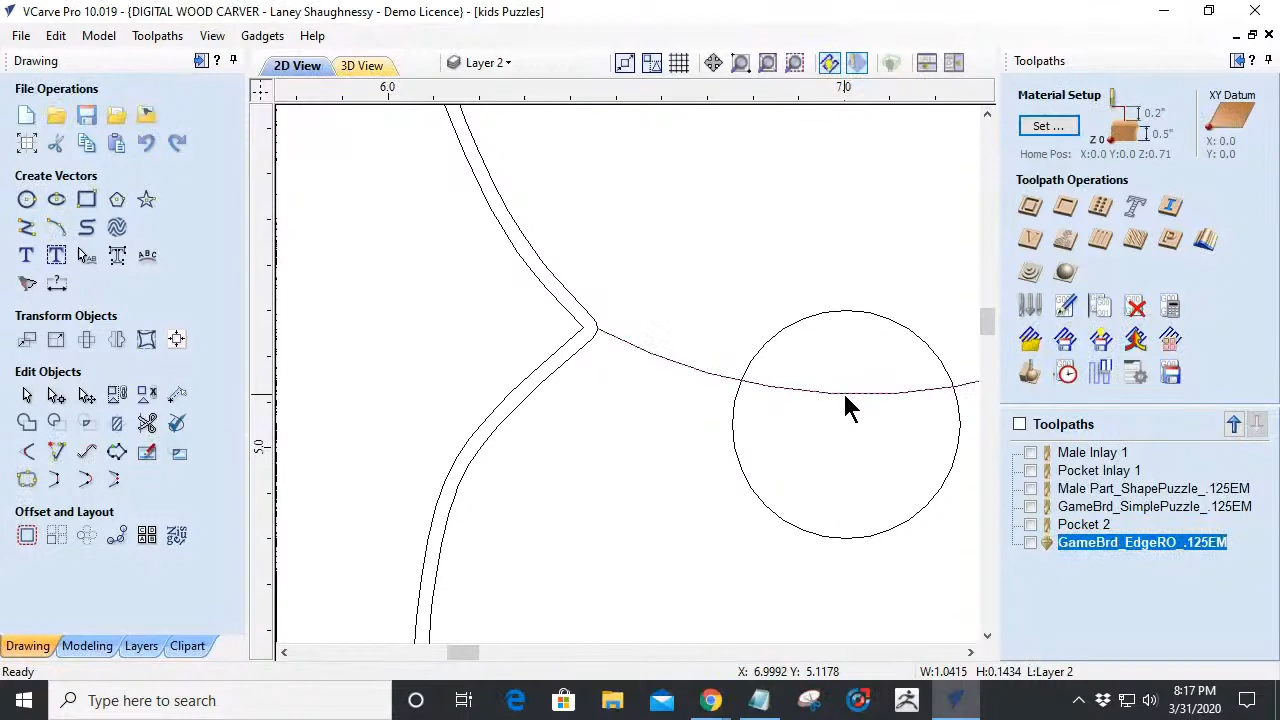 VCarve Pro 10.019 - {DIGITAL WOOD CARVER - Laney Shaughnessy - Demo Licence} - [kids Puzzles]
File Edit Model Toolpaths View Gadgets Help
Drawing
2D View 3D View Layer 2
Toolpaths
File Operations
6.0 7.0
Material Setup
XY Datum
0.2"
Set ...
0.5"
Z 0
X: 0.0
Y: 0.0
Home Pos: X:0.0 Y:0.0 Z:0.71
Create Vectors
Toolpath Operations
Transform Objects
Edit Objects
5.0
Offset and Layout
Toolpaths
Male Inlay 1
Pocket Inlay 1
Male Part_ShapePuzzle_.125EM
GameBrd_SimplePuzzle_.125EM
Pocket 2
GameBrd_EdgeRO_.125EM
Drawing Modeling Layers Clipart
Ready
X: 6.9992 Y: 5.1178
W:1.0415 H:0.1434 L:Layer 2
Type here to search
8:17 PM
3/31/2020